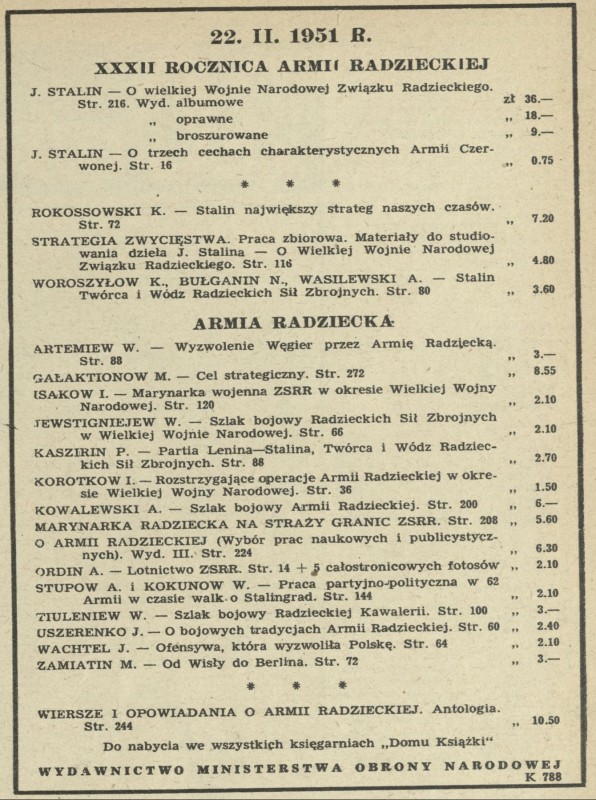 22. II. 1951 R.
XXXII ROCZNICA ARMII RADZIECKIEJ
J. STALIN — O wielkiej Wojnie Narodowej Związku Radzieckiego.
Str. 216. Wyd. albumowe zł 36.—
„ oprawne „ 18.—
„ broszurowane „ 9.—
J. STALIN — O trzech cechach charakterystycznych Armii Czer-
wonej. Str. 16 „ 0.75
* * *
ROKOSSOWSKI K. — Stalin największy strateg naszych czasów.
Str. 72 „ 7.20
STRATEGIA ZWYCIĘSTWA. Praca zbiorowa. Materiały do studio-
wania dzieła J. Stalina — O Wielkiej Wojnie Narodowej
Związku Radzieckiego. Str. 116 „ 4.80
WOROSZYŁOW K., BUŁGANIN N., WASILEWSKI A. — Stalin
Twórca i Wódz Radzieckich Sił Zbrojnych. Str. 80 „ 3.60
ARMIA RADZIECKA
ARTEMIEW W. — Wyzwolenie Węgier przez Armię Radziecką.
Str. 88 „ 3.—
GAŁAKTIONOW M. — Cel strategiczny. Str. 272 „ 8.55
ISAKOW I. — Marynarka wojenna ZSRR w okresie Wielkiej Wojny
Narodowej. Str. 120 „ 2.10
JEWSTIGNIEJEW W. — Szlak bojowy Radzieckich Sił Zbrojnych
w Wielkiej Wojnie Narodowej. Str. 66 „ 2.10
KASZIRIN P. — Partia Lenina—Stalina, Twórca i Wódz Radziec-
kich Sił Zbrojnych. Str. 88 „ 2.70
KOROTKOW I. — Rozstrzygające operacje Armii Radzieckiej w okre-
sie Wielkiej Wojny Narodowej. Str. 36 „ 1.50
KOWALEWSKI A. — Szlak bojowy Armii Radzieckiej. Str. 200 „ 6.—
MARYNARKA RADZIECKA NA STRAŻY GRANIC ZSRR. Str. 208 „ 5.60
O ARMII RADZIECKIEJ (Wybór prac naukowych i publicystycz-
nych). Wyd. III. Str. 224 „ 6.30
ORDIN A. — Lotnictwo ZSRR. Str. 14 + 5 całostronicowych fotosów „ 2.10
STUPOW A. i KOKUNOW W. — Praca partyjno-polityczna w 62
Armii w czasie walk o Stalingrad. Str. 144 „ 2.10
TIULENIEW W. — Szlak bojowy Radzieckiej Kawalerii. Str. 100 „ 3.—
USZERENKO J. — O bojowych tradycjach Armii Radzieckiej. Str. 60 „ 2.40
WACHTEL J. — Ofensywa, która wyzwoliła Polskę. Str. 64 „ 2.10
ZAMIATIN M. — Od Wisły do Berlina. Str. 72 „ 3.—
* * *
WIERSZE I OPOWIADANIA O ARMII RADZIECKIEJ. Antologia.
Str. 244 „ 10.50
Do nabycia we wszystkich księgarniach „Domu Książki“
WYDAWNICTWO MINISTERSTWA OBRONY NARODOWEJ
K 788